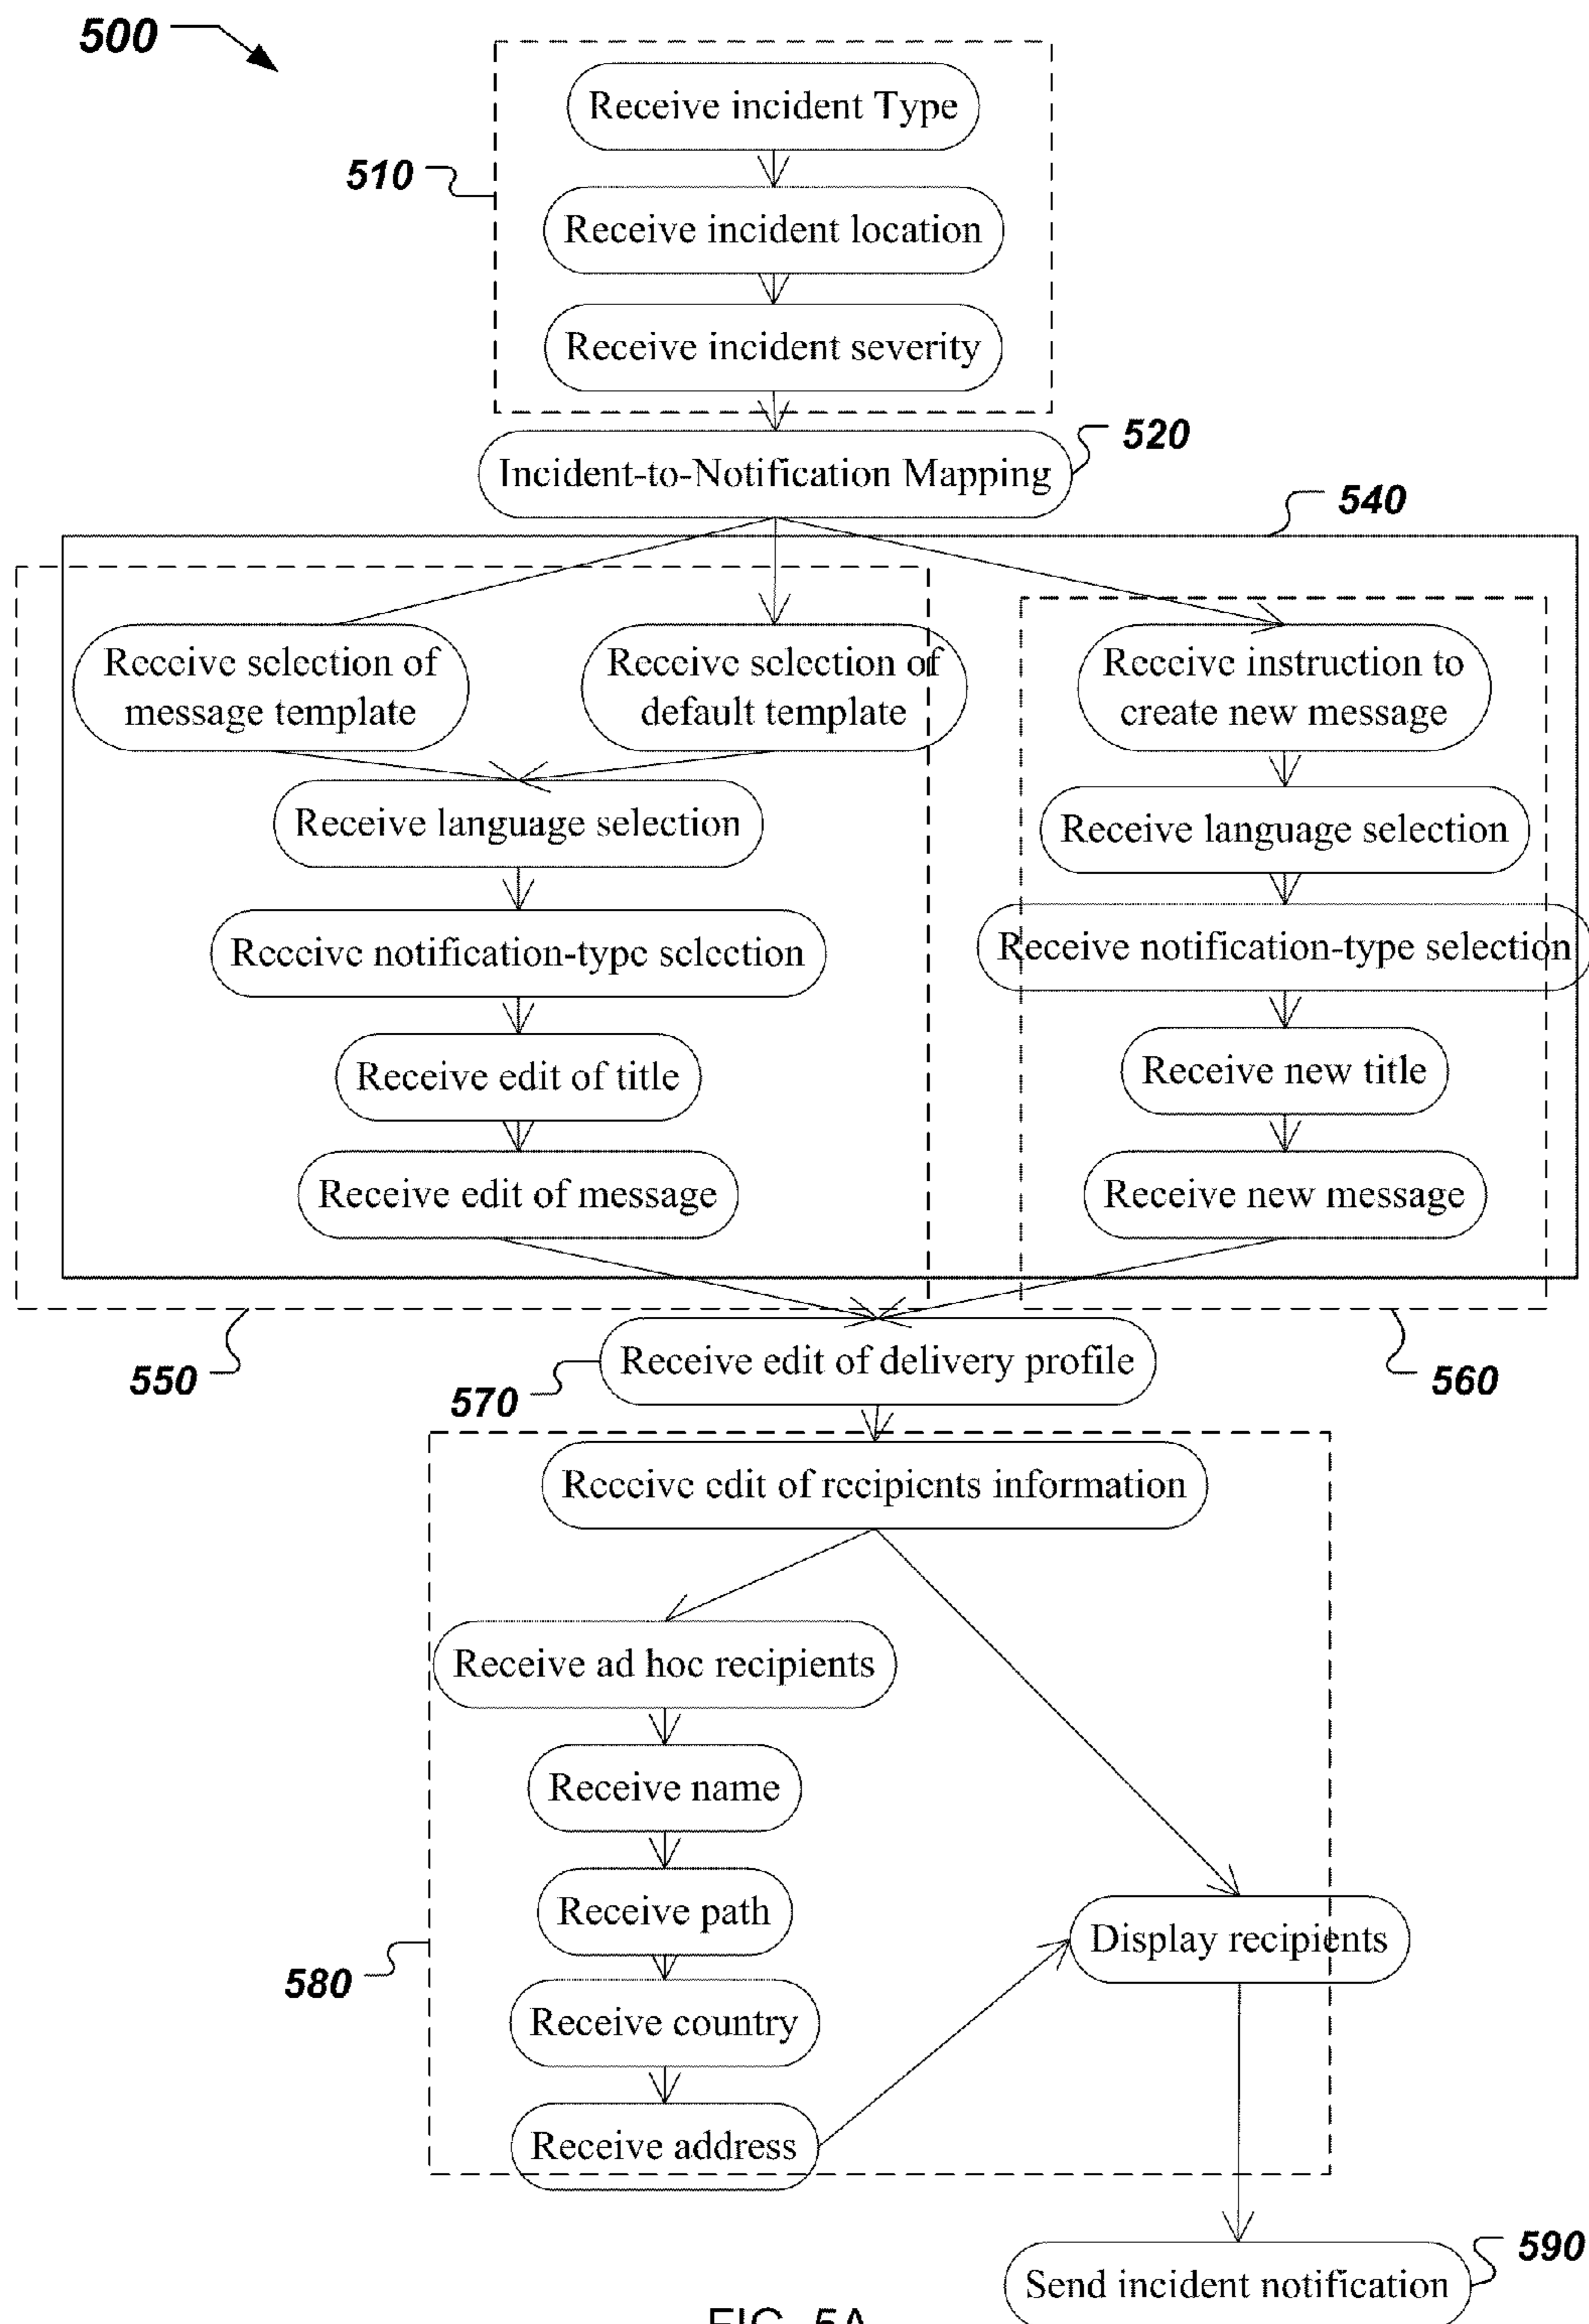 500
Receive incident Type
510
Receive incident location
Receive incident severity
520
Incident-to-Notification Mapping
540
Receive selection of
message template
Receive selection of
default template
Receive instruction to
create new message
Receive language selection
Receive language selection
Receive notification-type selection
Receive notification-type selection
Receive edit of title
Receive new title
Receive edit of message
Receive new message
550
570
Receive edit of delivery profile
560
Receive edit of recipients information
Receive ad hoc recipients
Receive name
Receive path
Display recipients
580
Receive country
Receive address
590
Send incident notification
FIG. 5A